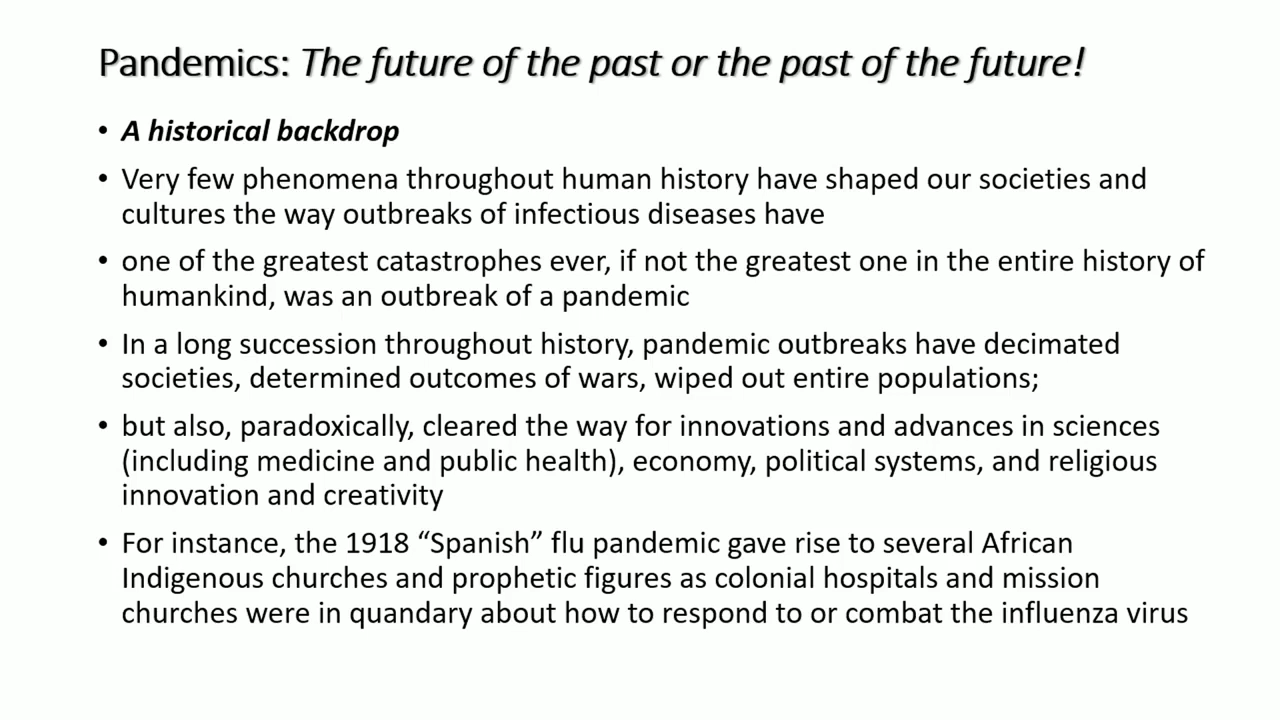 Pandemics: The future of the past or the past of the future!
• A historical backdrop
• Very few phenomena throughout human history have shaped our societies and
cultures the way outbreaks of infectious diseases have
• one of the greatest catastrophes ever, if not the greatest one in the entire history of
humankind, was an outbreak of a pandemic
• In a long succession throughout history, pandemic outbreaks have decimated
societies, determined outcomes of wars, wiped out entire populations;
• but also, paradoxically, cleared the way for innovations and advances in sciences
(including medicine and public health), economy, political systems, and religious
innovation and creativity
• For instance, the 1918 “Spanish” flu pandemic gave rise to several African
Indigenous churches and prophetic figures as colonial hospitals and mission
churches were in quandary about how to respond to or combat the influenza virus